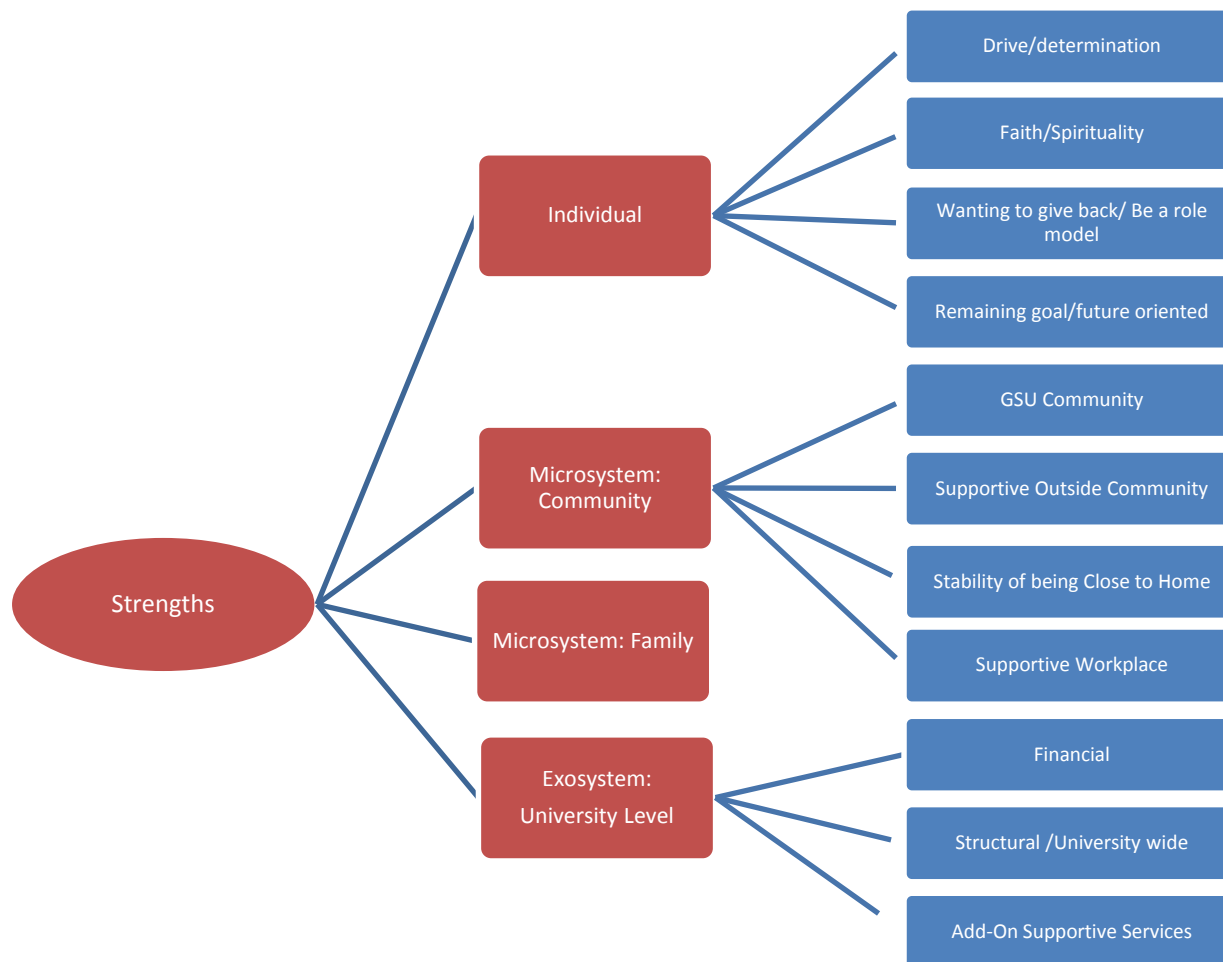 Drive/determination
Faith/Spirituality
Individual
Wanting to give back/ Be a role
model
Remaining goal/future oriented
GSU Community
Microsystem:
Community
Supportive Outside Community
Stability of being Close to Home
Strengths
Microsystem: Family
Supportive Workplace
Financial
Exosystem:
University Level
Structural /University wide
Add-On Supportive Services